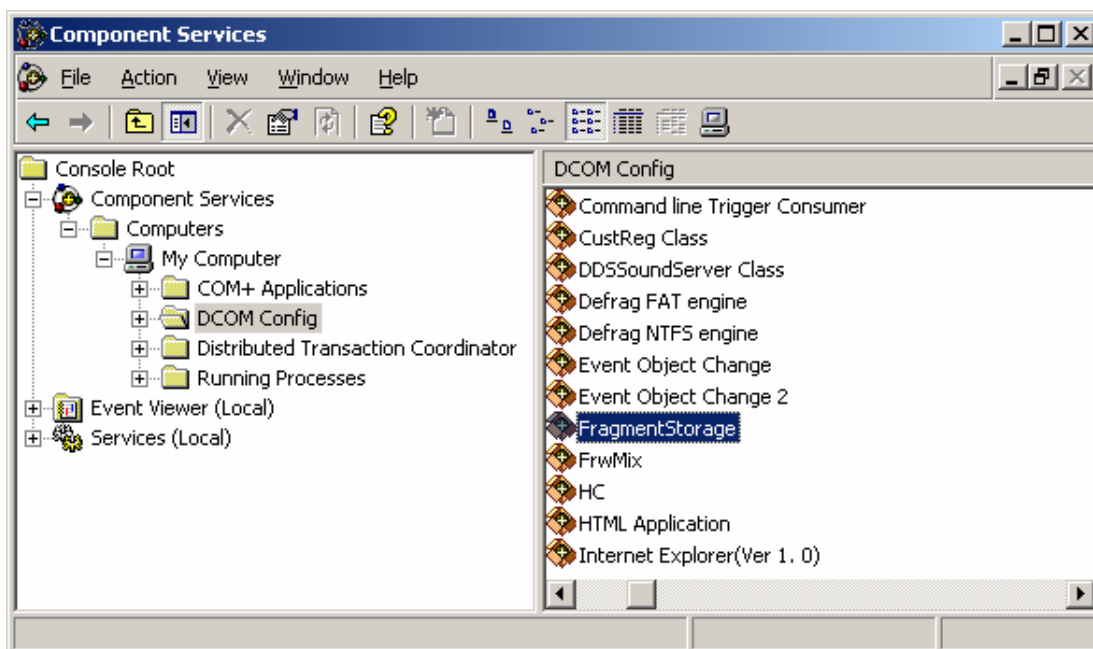 Component Services
File Action View Window Help
Console Root
Component Services
Computers
My Computer
COM+ Applications
DCOM Config
Distributed Transaction Coordinator
Running Processes
Event Viewer (Local)
Services (Local)
DCOM Config
Command line Trigger Consumer
CustReg Class
DDSSoundServer Class
Defrag FAT engine
Defrag NTFS engine
Event Object Change
Event Object Change 2
FragmentStorage
FrwMix
HC
HTML Application
Internet Explorer(Ver 1. 0)